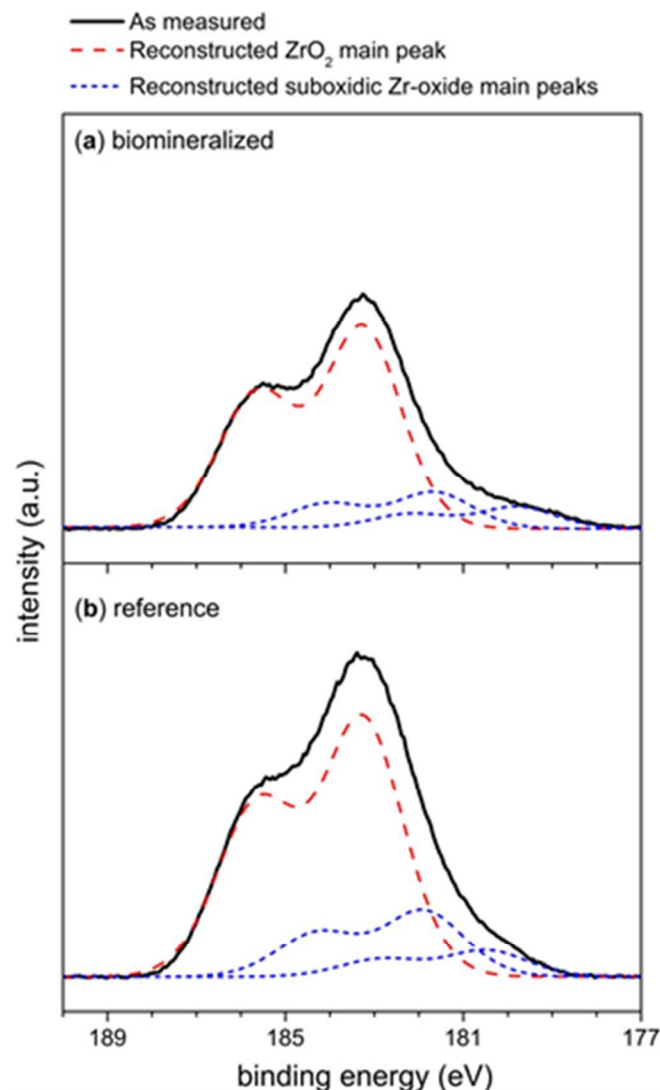 As measured
Reconstructed ZrO₂ main peak
Reconstructed suboxidic Zr-oxide main peaks
(a) biomineralized
(b) reference
intensity (a.u.)
189 185 181 177
binding energy (eV)